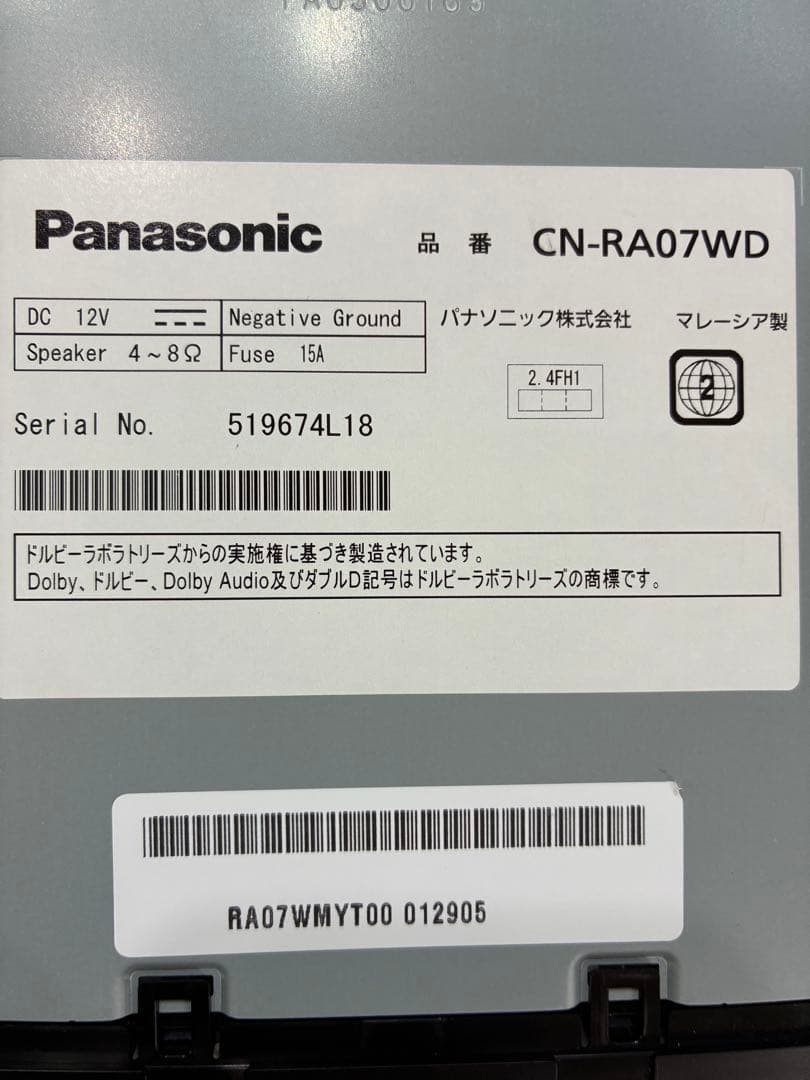 Panasonic 品 番 CN-RA07WD
DC 12V Negative Ground
Speaker 4~8Ω Fuse 15A
パナソニック株式会社 マレーシア製
2.4FH1
2
Serial No. 519674L18
ドルビーラボラトリーズからの実施権に基づき製造されています。
Dolby、ドルビー、Dolby Audio及びダブルD記号はドルビーラボラトリーズの商標です。
RA07WMYT00 012905